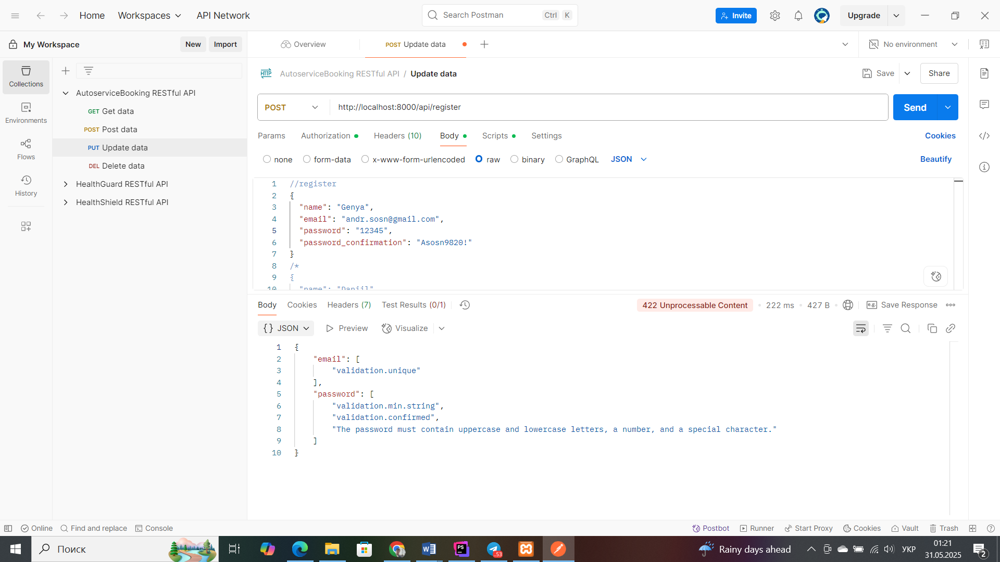 Home
Workspaces
API Network
Search Postman
Ctrl
K
Invite
Upgrade
My Workspace
New
Import
Overview
POST Update data
No environment
Collections
Environments
Flows
History
AutoserviceBooking RESTful API
GET Get data
POST Post data
PUT Update data
DEL Delete data
HealthGuard RESTful API
HealthShield RESTful API
HTTP
AutoserviceBooking RESTful API / Update data
Save
Share
POST
http://localhost:8000/api/register
Send
Params
Authorization
Headers (10)
Body
Scripts
Settings
Cookies
none
form-data
x-www-form-urlencoded
raw
binary
GraphQL
JSON
Beautify
1 //register
2 {
3 "name": "Genya",
4 "email": "andr.sosn@gmail.com",
5 "password": "12345",
6 "password_confirmation": "Asosn9820!"
7 }
8 /*
9 {
10 "name": "Daniil"
Body
Cookies
Headers (7)
Test Results (0/1)
422 Unprocessable Content
222 ms
427 B
e.g.
Save Response
{} JSON
Preview
Visualize
1 {
2 "email": [
3 "validation.unique"
4 ],
5 "password": [
6 "validation.min.string",
7 "validation.confirmed",
8 "The password must contain uppercase and lowercase letters, a number, and a special character."
9 ]
10 }
Online
Find and replace
Console
Postbot
Runner
Start Proxy
Cookies
Vault
Trash
Поиск
W
PS
53
Rainy days ahead
УКР
01:21
31.05.2025
2